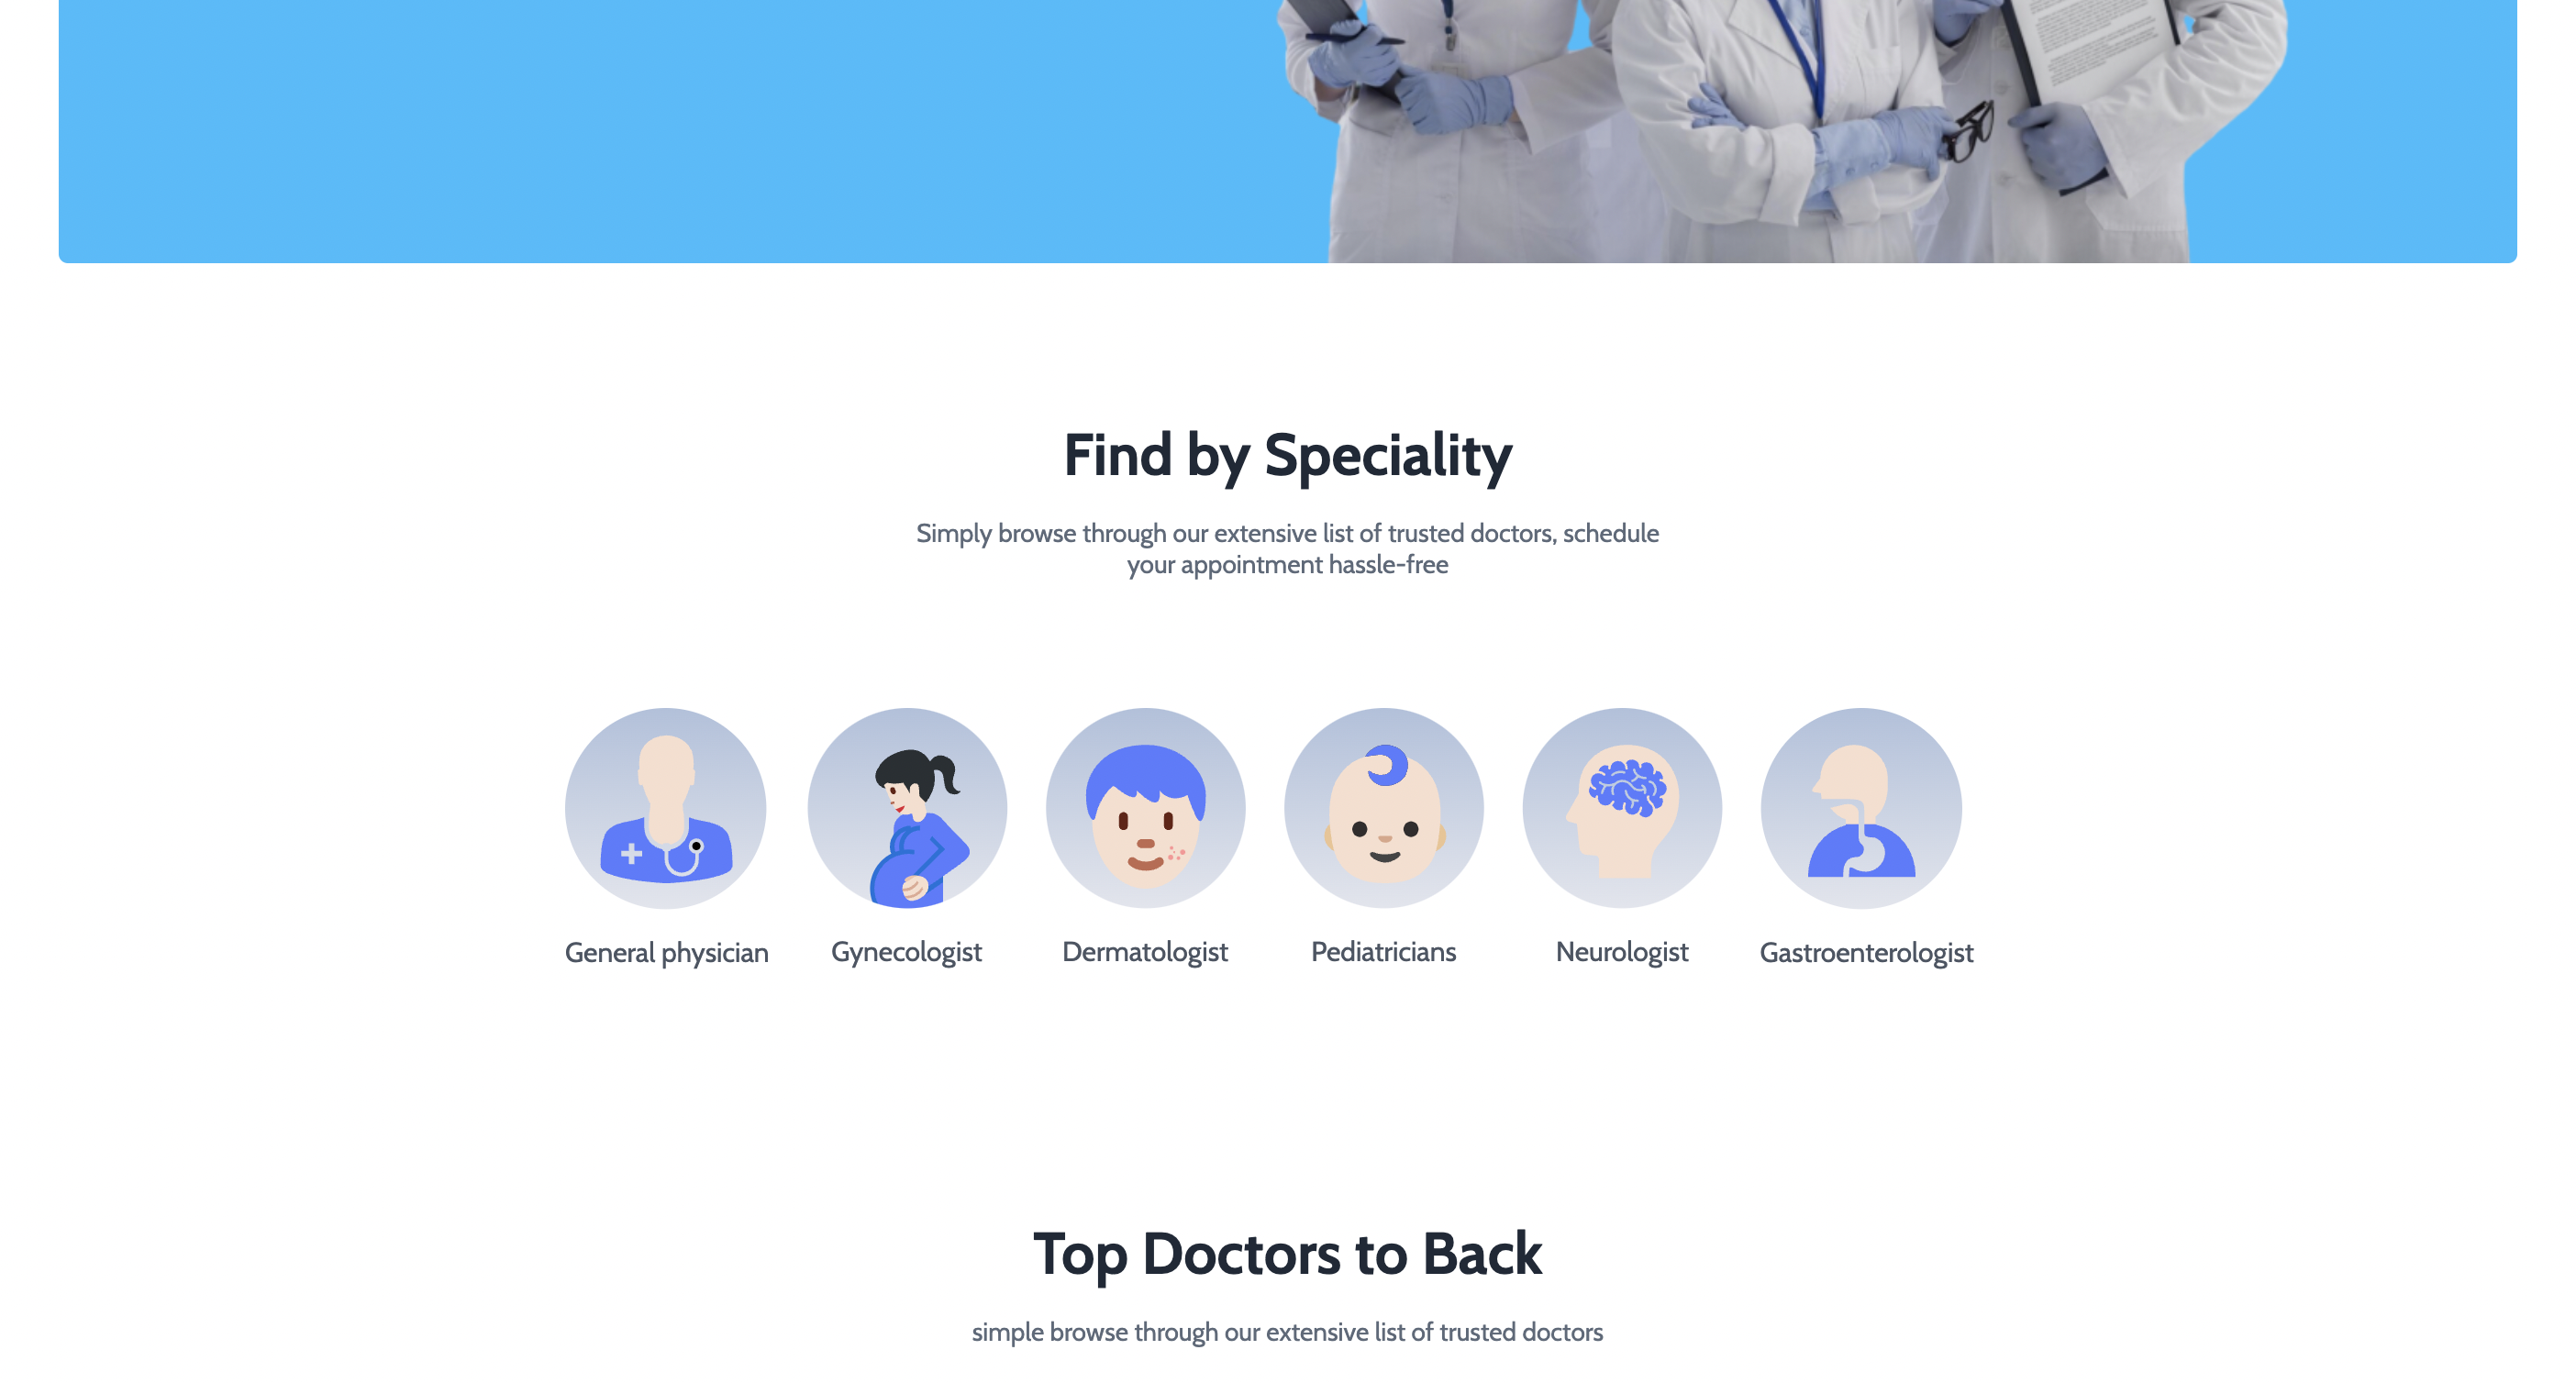 Find by Speciality
Simply browse through our extensive list of trusted doctors, schedule
your appointment hassle-free
General physician
Gynecologist
Dermatologist
Pediatricians
Neurologist
Gastroenterologist
Top Doctors to Back
simple browse through our extensive list of trusted doctors